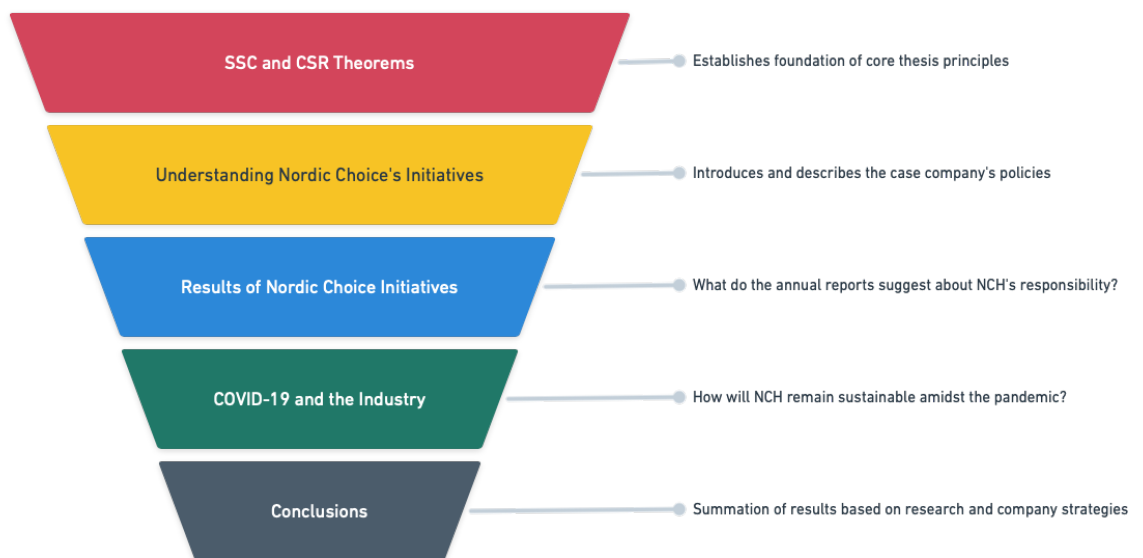 SSC and CSR Theorems
Establishes foundation of core thesis principles
Understanding Nordic Choice's Initiatives
Introduces and describes the case company's policies
Results of Nordic Choice Initiatives
What do the annual reports suggest about NCH's responsibility?
COVID-19 and the Industry
How will NCH remain sustainable amidst the pandemic?
Conclusions
Summation of results based on research and company strategies